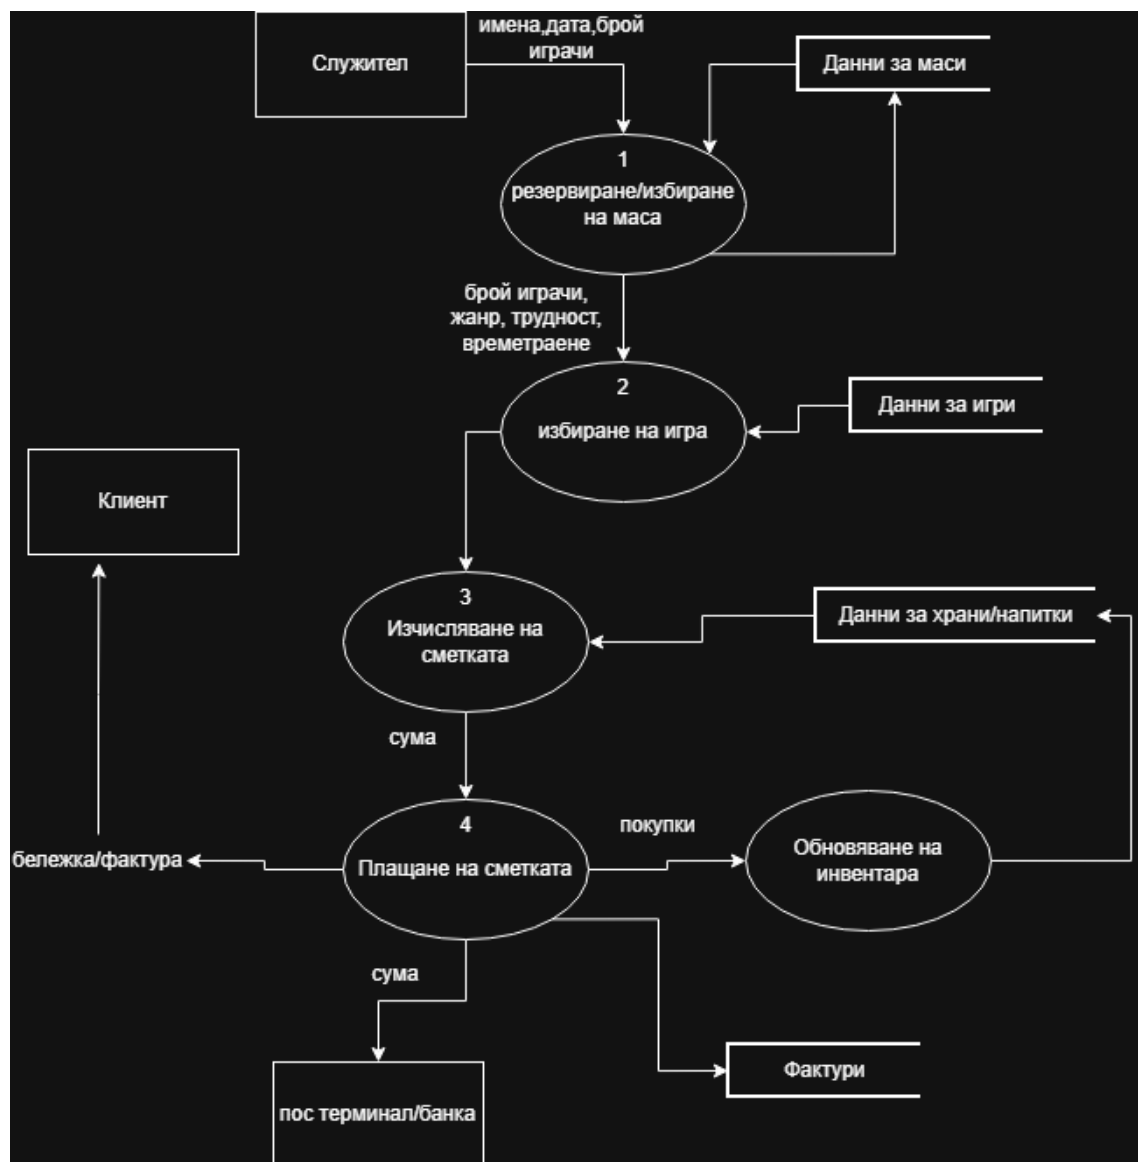 имена,дата,брой
играчи
Служител
Данни за маси
1
резервиране/избиране
на маса
брой играчи,
жанр, трудност,
времетраене
2
избиране на игра
Данни за игри
Клиент
3
Изчисляване на
сметката
Данни за храни/напитки
сума
4
Плащане на сметката
покупки
Обновяване на
инвентара
бележка/фактура
сума
Фактури
пос терминал/банка